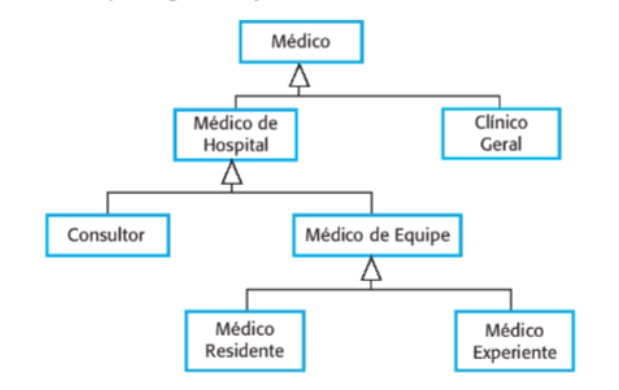 Médico
Médico de
Hospital
Clínico
Geral
Consultor
Médico de Equipe
Médico
Residente
Médico
Experiente